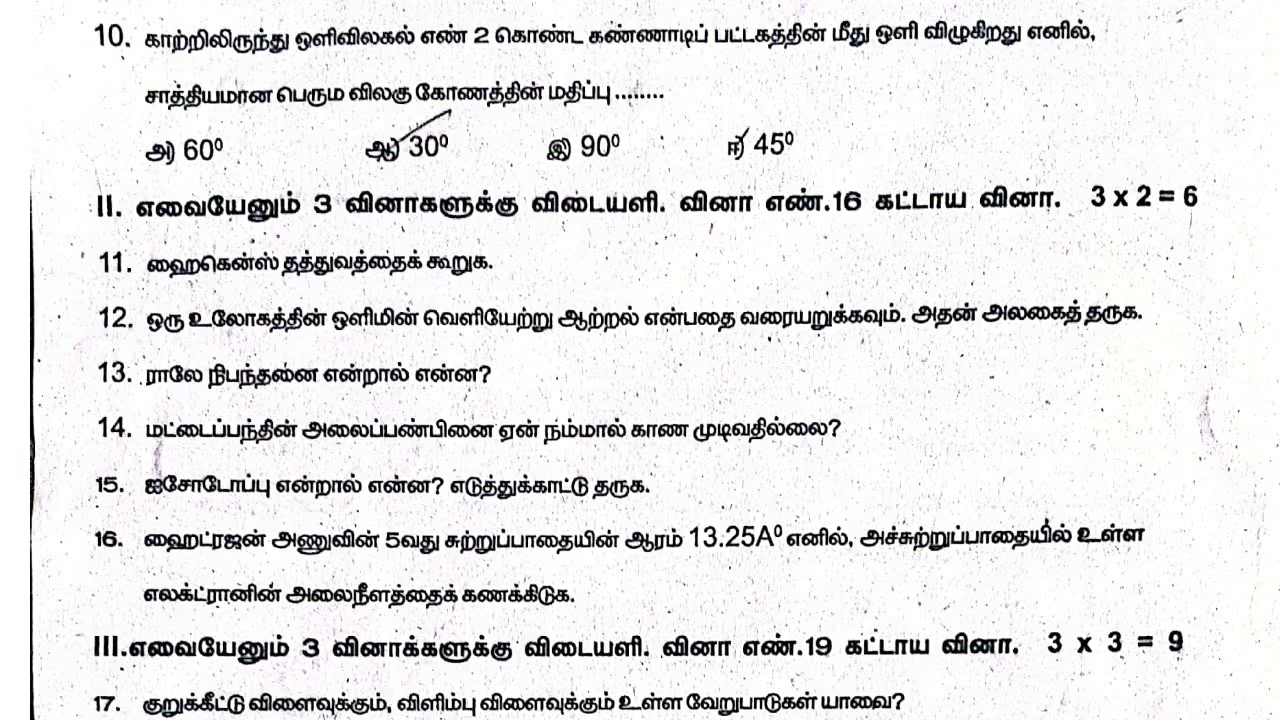 10. காற்றிலிருந்து ஒளிவிலகல் எண் 2 கொண்ட கண்ணாடிப் பட்டகத்தின் மீது ஒளி விழுகிறது எனில்,
சாத்தியமான பெரும விலகு கோணத்தின் மதிப்பு ........
அ) 60⁰ ஆ) 30⁰ இ) 90⁰ ஈ) 45⁰
II. எவையேனும் 3 வினாகளுக்கு விடையளி. வினா எண்.16 கட்டாய வினா. 3 x 2 = 6
11. ஹைகென்ஸ் தத்துவத்தைக் கூறுக.
12. ஒரு உலோகத்தின் ஒளிமின் வெளியேற்று ஆற்றல் என்பதை வரையறுக்கவும். அதன் அலகைத் தருக.
13. ராலே நிபந்தனை என்றால் என்ன?
14. மட்டைப்பந்தின் அலைப்பண்பினை ஏன் நம்மால் காண முடிவதில்லை?
15. ஐசோடோப்பு என்றால் என்ன? எடுத்துக்காட்டு தருக.
16. ஹைட்ரஜன் அணுவின் 5வது சுற்றுப்பாதையின் ஆரம் 13.25A⁰ எனில், அச்சுற்றுப்பாதையில் உள்ள
எலக்ட்ரானின் அலைநீளத்தைக் கணக்கிடுக.
III.எவையேனும் 3 வினாக்களுக்கு விடையளி. வினா எண்.19 கட்டாய வினா. 3 x 3 = 9
17. குறுக்கீட்டு விளைவுக்கும், விளிம்பு விளைவுக்கும் உள்ள வேறுபாடுகள் யாவை?